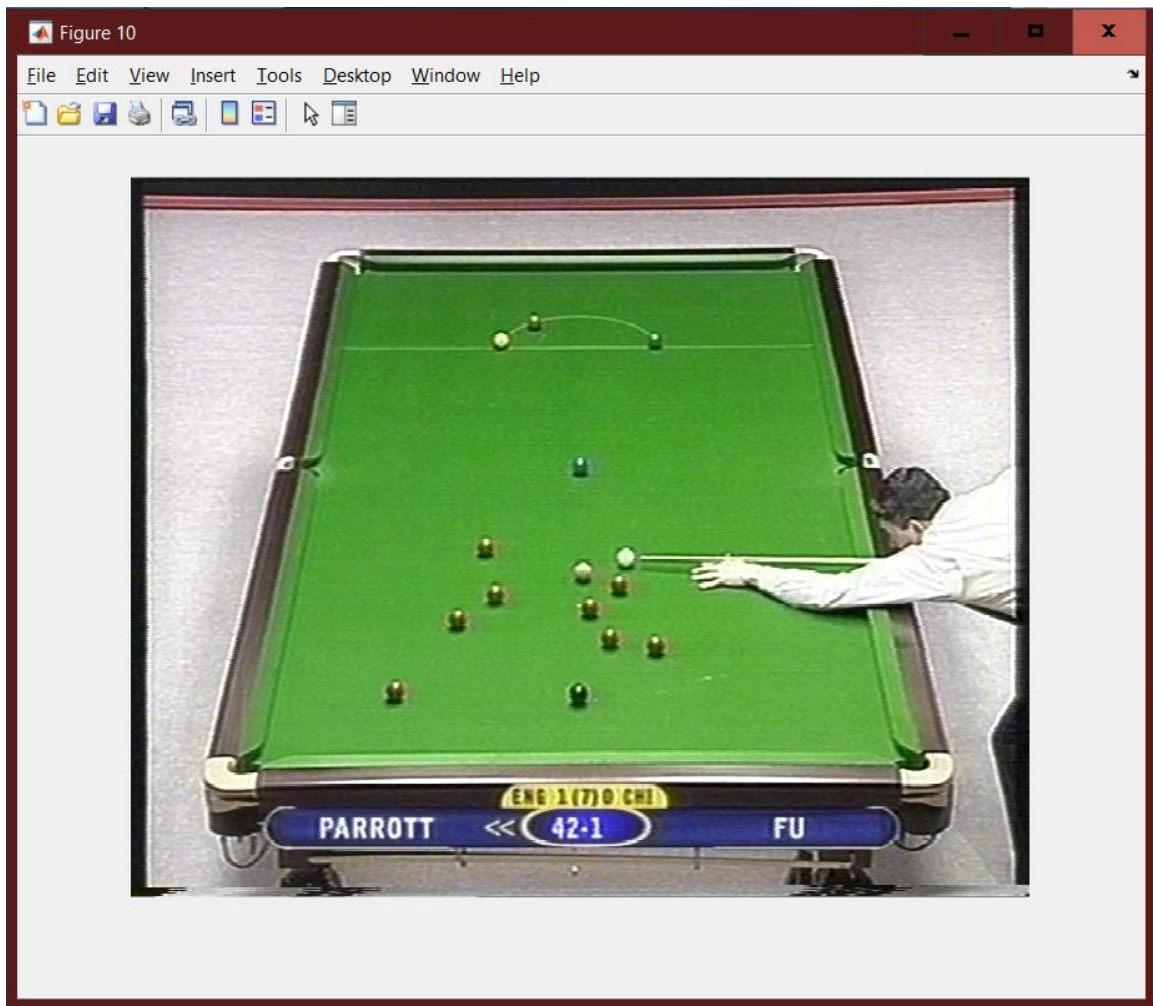 Figure 10
File Edit View Insert Tools Desktop Window Help
ENG 1(7)0 CHI
PARROTT << 42-1 FU